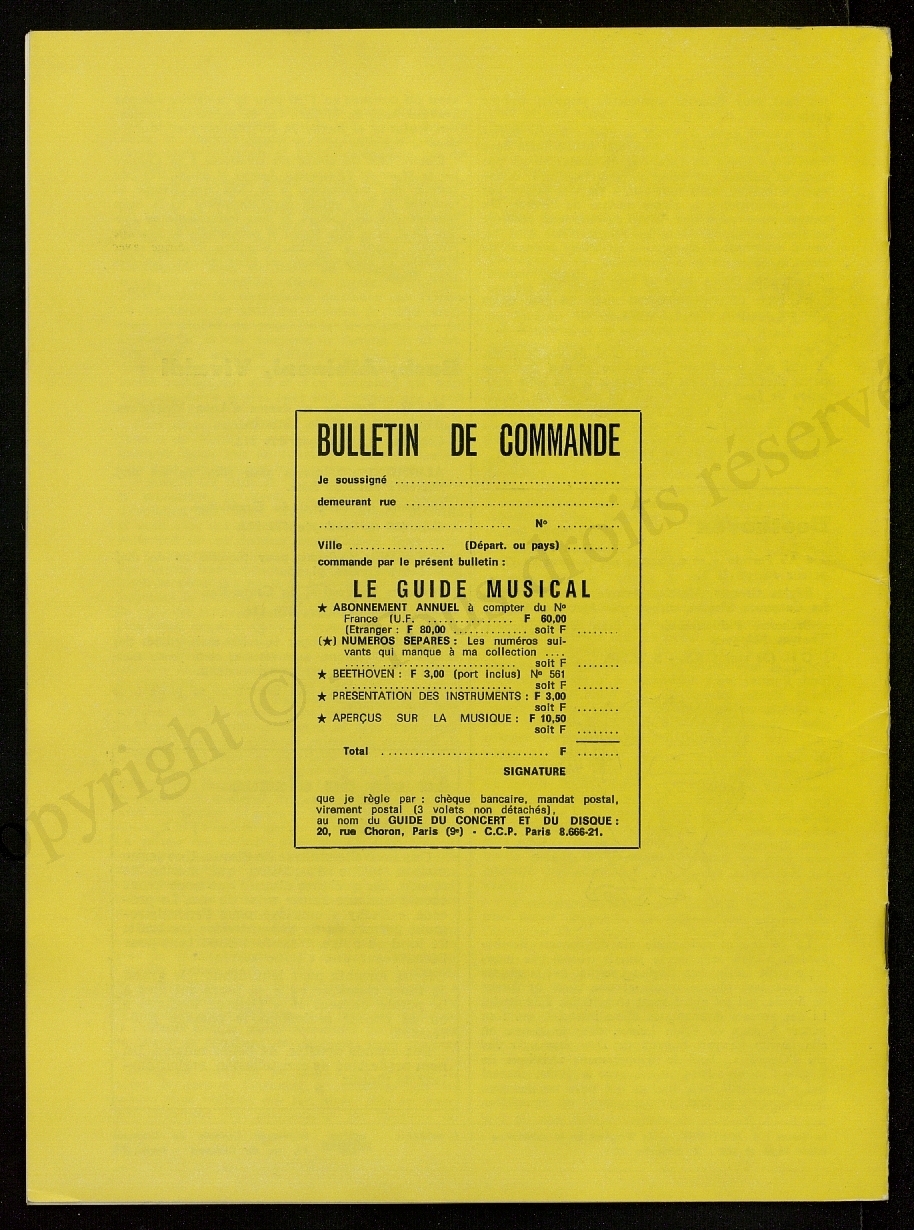 BULLETIN DE COMMANDE
Je soussigné ..........................................
demeurant rue ........................................
.................................... Nº ............
Ville .................. (Départ. ou pays) ..........
commande par le présent bulletin :
LE GUIDE MUSICAL
★ ABONNEMENT ANNUEL à compter du Nº
France (U.F. ................ F 60,00
(Etranger : F 80,00 .............. soit F ........
(★) NUMEROS SEPARES : Les numéros sui-
vants qui manque à ma collection ....
...... ......................... soit F ........
★ BEETHOVEN : F 3,00 (port inclus) Nº 561
............................... soit F ........
★ PRESENTATION DES INSTRUMENTS : F 3,00
soit F ........
★ APERÇUS SUR LA MUSIQUE : F 10,50
soit F ........
Total ............................... F ........
SIGNATURE
que je règle par : chèque bancaire, mandat postal,
virement postal (3 volets non détachés),
au nom du GUIDE DU CONCERT ET DU DISQUE :
20, rue Choron, Paris (9e) - C.C.P. Paris 8.666-21.
copyright © tous droits réservés